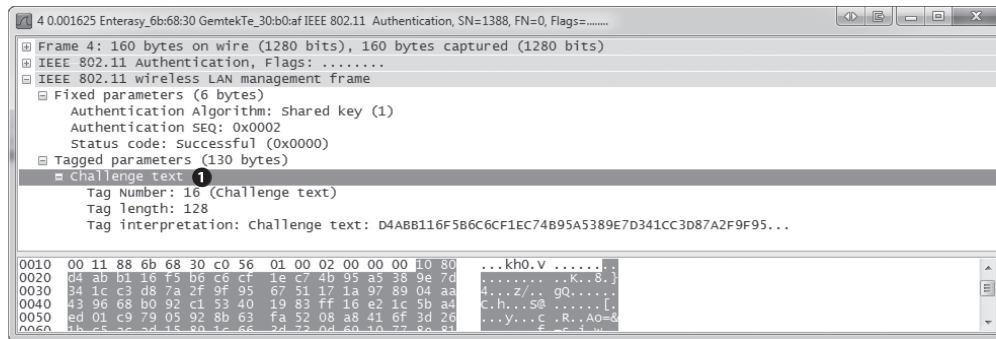 4 0.001625 Enterasy_6b:68:30 GemtekTe_30:b0:af IEEE 802.11 Authentication, SN=1388, FN=0, Flags=........
Frame 4: 160 bytes on wire (1280 bits), 160 bytes captured (1280 bits)
IEEE 802.11 Authentication, Flags: ........
IEEE 802.11 wireless LAN management frame
Fixed parameters (6 bytes)
Authentication Algorithm: Shared key (1)
Authentication SEQ: 0x0002
Status code: Successful (0x0000)
Tagged parameters (130 bytes)
Challenge text 1
Tag Number: 16 (Challenge text)
Tag length: 128
Tag interpretation: Challenge text: D4ABB116F5B6C6CF1EC74B95A5389E7D341CC3D87A2F9F95...
0010 00 11 88 6b 68 30 c0 56 01 00 02 00 00 00 10 80 ...kh0.V ........
0020 d4 ab b1 16 f5 b6 c6 cf 1e c7 4b 95 a5 38 9e 7d ........ ..K..8.}
0030 34 1c c3 d8 7a 2f 9f 95 67 51 17 1a 97 89 04 aa 4...z/.. gQ......
0040 43 96 68 b0 92 c1 53 40 19 83 ff 16 e2 1c 5b a4 C.h...S@ ......[.
0050 ed 01 c9 79 05 92 8b 63 fa 52 08 a8 41 6f 3d 26 ...y...c .R..Ao=&